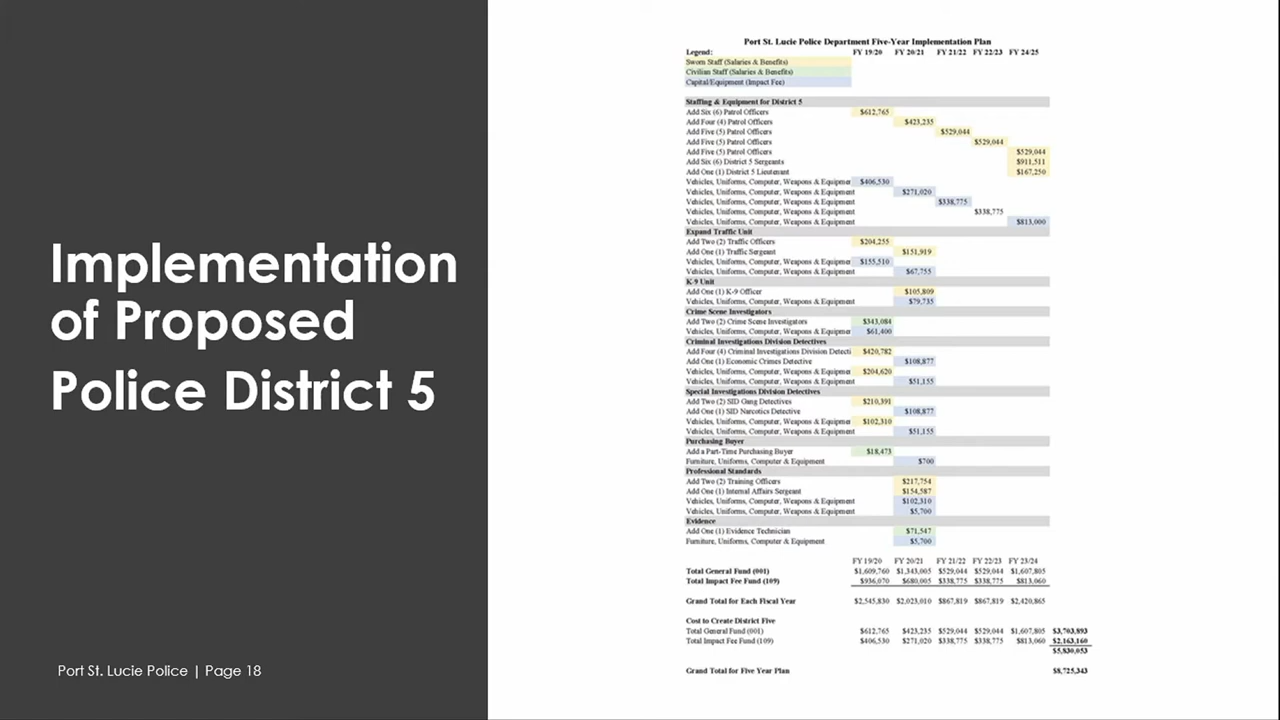 Implementation
of Proposed
Police District 5
Port St. Lucie Police | Page 18
Port St. Lucie Police Department Five-Year Implementation Plan
Legend: FY 19/20 FY 20/21 FY 21/22 FY 22/23 FY 24/25
Sworn Staff (Salaries & Benefits)
Civilian Staff (Salaries & Benefits)
Capital/Equipment (Impact Fee)
Staffing & Equipment for District 5
Add Six (6) Patrol Officers $612,765
Add Four (4) Patrol Officers $423,235
Add Five (5) Patrol Officers $529,044
Add Five (5) Patrol Officers $529,044
Add Five (5) Patrol Officers $529,044
Add Six (6) District 5 Sergeants $911,511
Add One (1) District 5 Lieutenant $167,250
Vehicles, Uniforms, Computer, Weapons & Equipmen $406,530
Vehicles, Uniforms, Computer, Weapons & Equipment $271,020
Vehicles, Uniforms, Computer, Weapons & Equipment $338,775
Vehicles, Uniforms, Computer, Weapons & Equipment $338,775
Vehicles, Uniforms, Computer, Weapons & Equipment $813,000
Expand Traffic Unit
Add Two (2) Traffic Officers $204,255
Add One (1) Traffic Sergeant $151,919
Vehicles, Uniforms, Computer, Weapons & Equipmen $155,510
Vehicles, Uniforms, Computer, Weapons & Equipment $67,755
K-9 Unit
Add One (1) K-9 Officer $105,809
Vehicles, Uniforms, Computer, Weapons & Equipment $79,735
Crime Scene Investigators
Add Two (2) Crime Scene Investigators $343,084
Vehicles, Uniforms, Computer, Weapons & Equipmen $61,400
Criminal Investigations Division Detectives
Add Four (4) Criminal Investigations Division Detecti $420,782
Add One (1) Economic Crimes Detective $108,877
Vehicles, Uniforms, Computer, Weapons & Equipmen $204,620
Vehicles, Uniforms, Computer, Weapons & Equipment $51,155
Special Investigations Division Detectives
Add Two (2) SID Gang Detectives $210,391
Add One (1) SID Narcotics Detective $108,877
Vehicles, Uniforms, Computer, Weapons & Equipmen $102,310
Vehicles, Uniforms, Computer, Weapons & Equipment $51,155
Purchasing Buyer
Add a Part-Time Purchasing Buyer $18,473
Furniture, Uniforms, Computer & Equipment $700
Professional Standards
Add Two (2) Training Officers $217,754
Add One (1) Internal Affairs Sergeant $154,587
Vehicles, Uniforms, Computer, Weapons & Equipment $102,310
Vehicles, Uniforms, Computer, Weapons & Equipment $5,700
Evidence
Add One (1) Evidence Technician $71,547
Furniture, Uniforms, Computer & Equipment $5,700
FY 19/20 FY 20/21 FY 21/22 FY 22/23 FY 23/24
Total General Fund (001) $1,609,760 $1,343,005 $529,044 $529,044 $1,607,805
Total Impact Fee Fund (109) $936,070 $680,005 $338,775 $338,775 $813,060
Grand Total for Each Fiscal Year $2,545,830 $2,023,010 $867,819 $867,819 $2,420,865
Cost to Create District Five
Total General Fund (001) $612,765 $423,235 $529,044 $529,044 $1,607,805 $3,703,893
Total Impact Fee Fund (109) $406,530 $271,020 $338,775 $338,775 $813,060 $2,163,160
$5,830,053
Grand Total for Five Year Plan $8,725,343